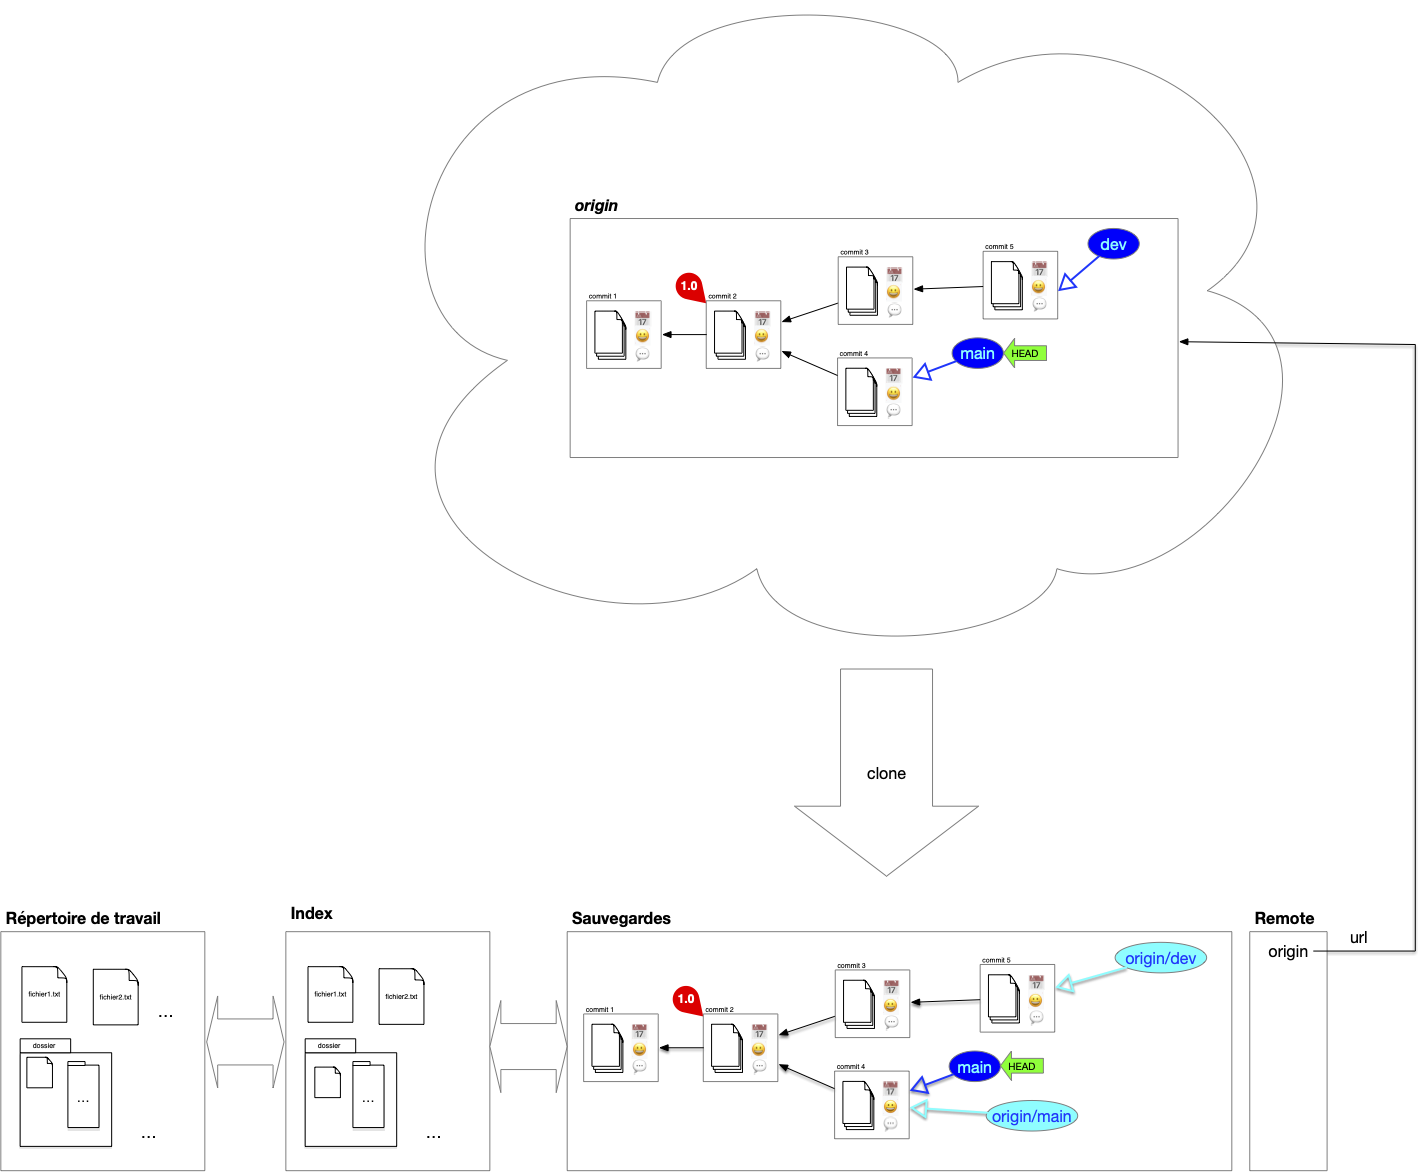 origin
dev
commit 3
commit 5
17
17
1.0
commit 1
commit 2
17
17
main
HEAD
commit 4
17
clone
Répertoire de travail
Index
Sauvegardes
Remote
origin
url
fichier1.txt
fichier2.txt
...
dossier
...
...
fichier1.txt
fichier2.txt
dossier
...
...
origin/dev
commit 3
commit 5
17
17
1.0
commit 1
commit 2
17
17
main
HEAD
commit 4
17
origin/main